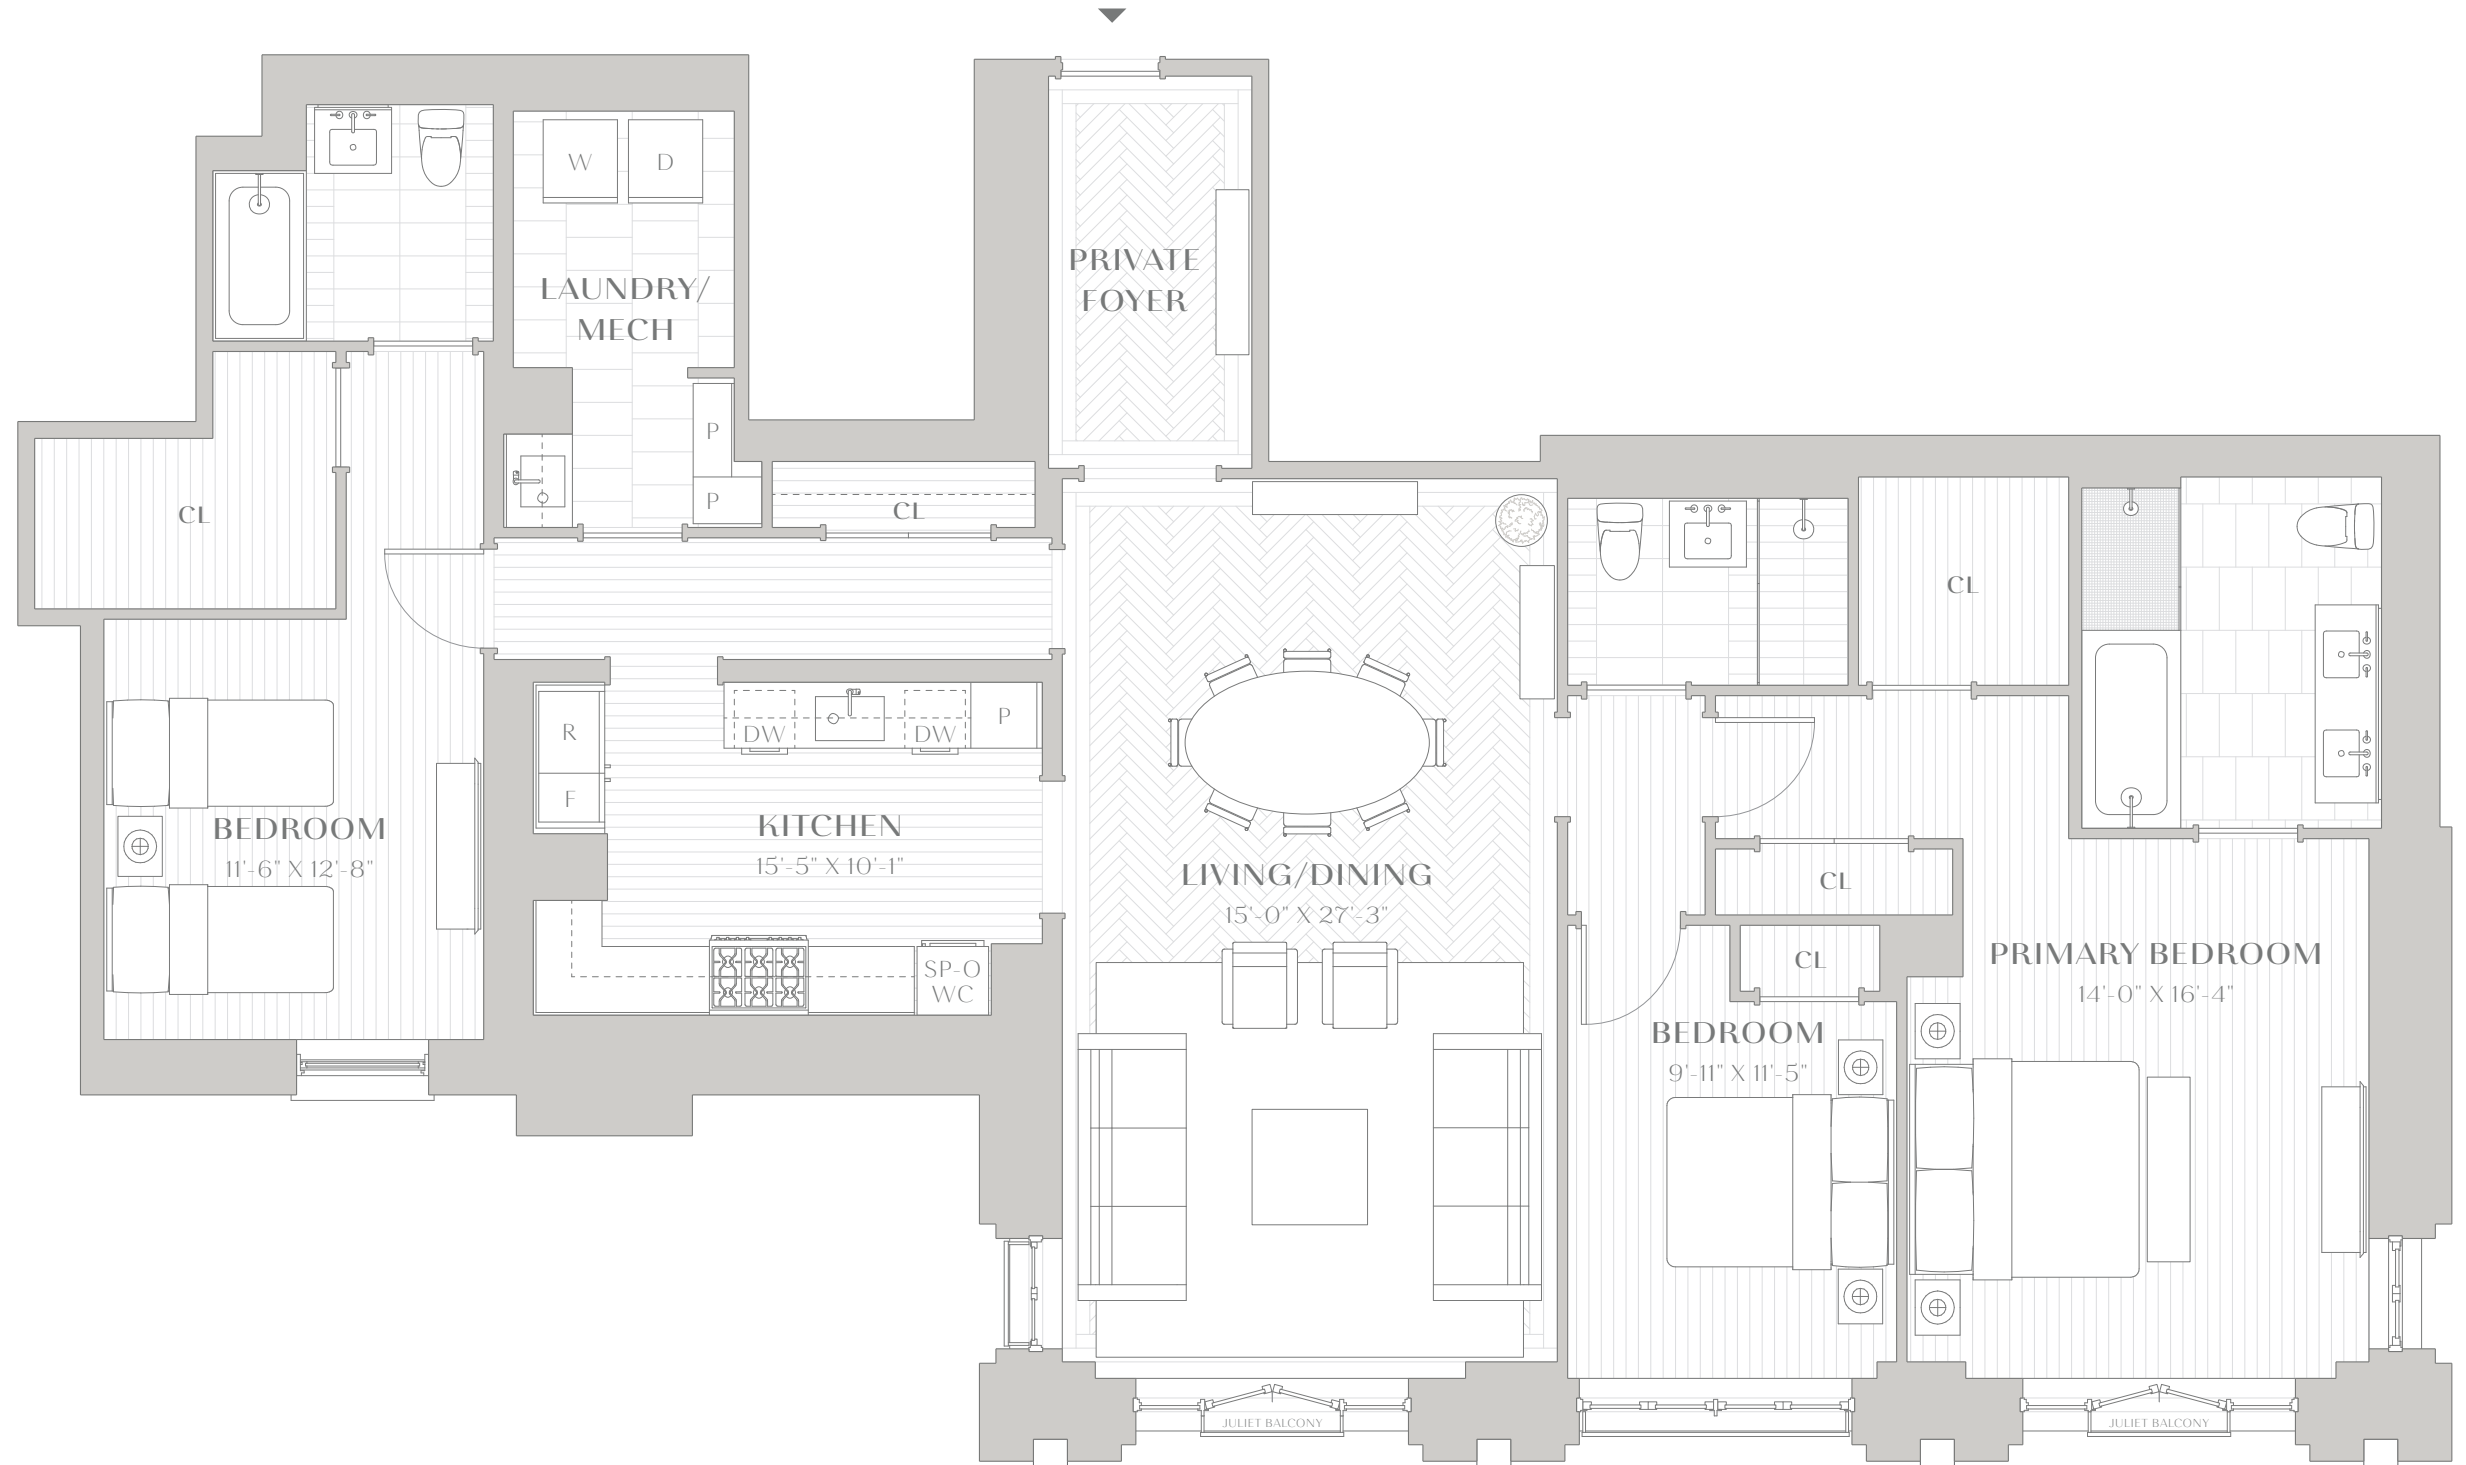 W
D
LAUNDRY/
MECH
PRIVATE
FOYER
P
P
CL
CL
CL
R
F
DW
DW
P
BEDROOM
11'-6" X 12'-8"
KITCHEN
15'-5" X 10'-1"
SP-O
WC
LIVING/DINING
15'-0" X 27'-3"
CL
CL
PRIMARY BEDROOM
14'-0" X 16'-4"
BEDROOM
9'-11" X 11'-5"
JULIET BALCONY
JULIET BALCONY